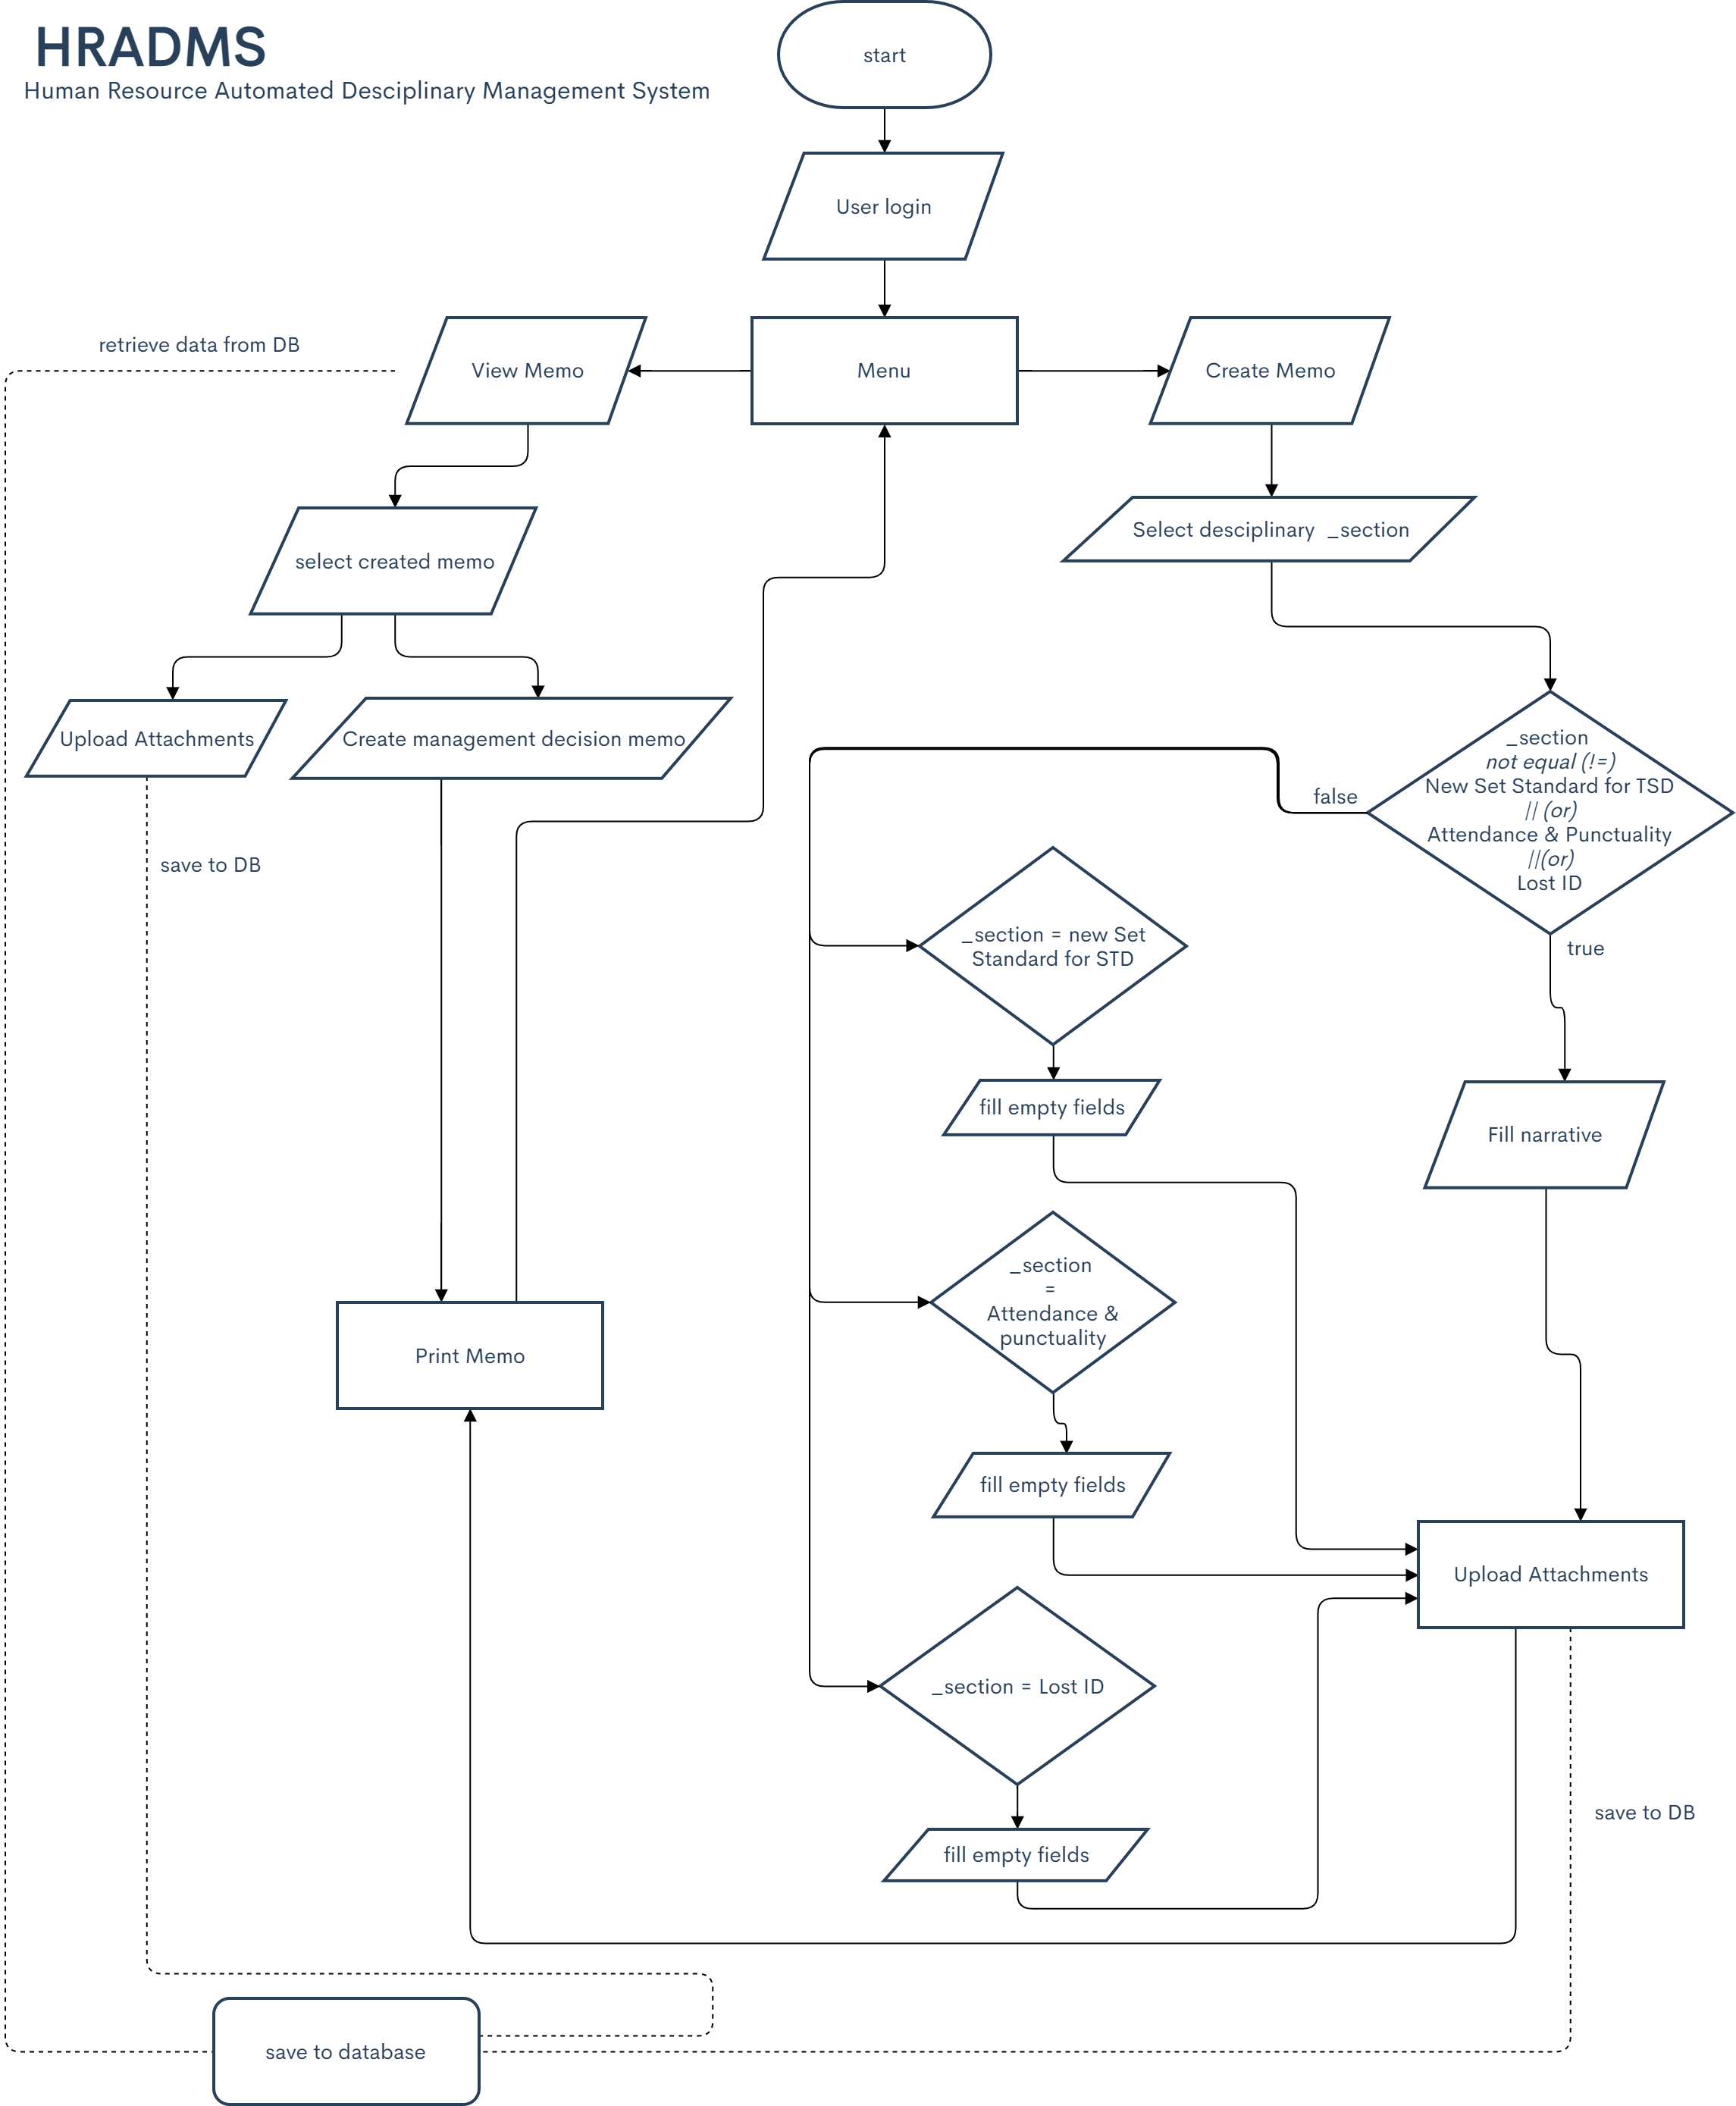 HRADMS
Human Resource Automated Desciplinary Management System
start
User login
retrieve data from DB
View Memo
Menu
Create Memo
select created memo
Select desciplinary _section
Upload Attachments
Create management decision memo
_section
not equal (!=)
New Set Standard for TSD
|| (or)
Attendance & Punctuality
||(or)
Lost ID
false
true
save to DB
_section = new Set
Standard for STD
fill empty fields
Fill narrative
_section
=
Attendance &
punctuality
Print Memo
fill empty fields
Upload Attachments
_section = Lost ID
save to DB
fill empty fields
save to database